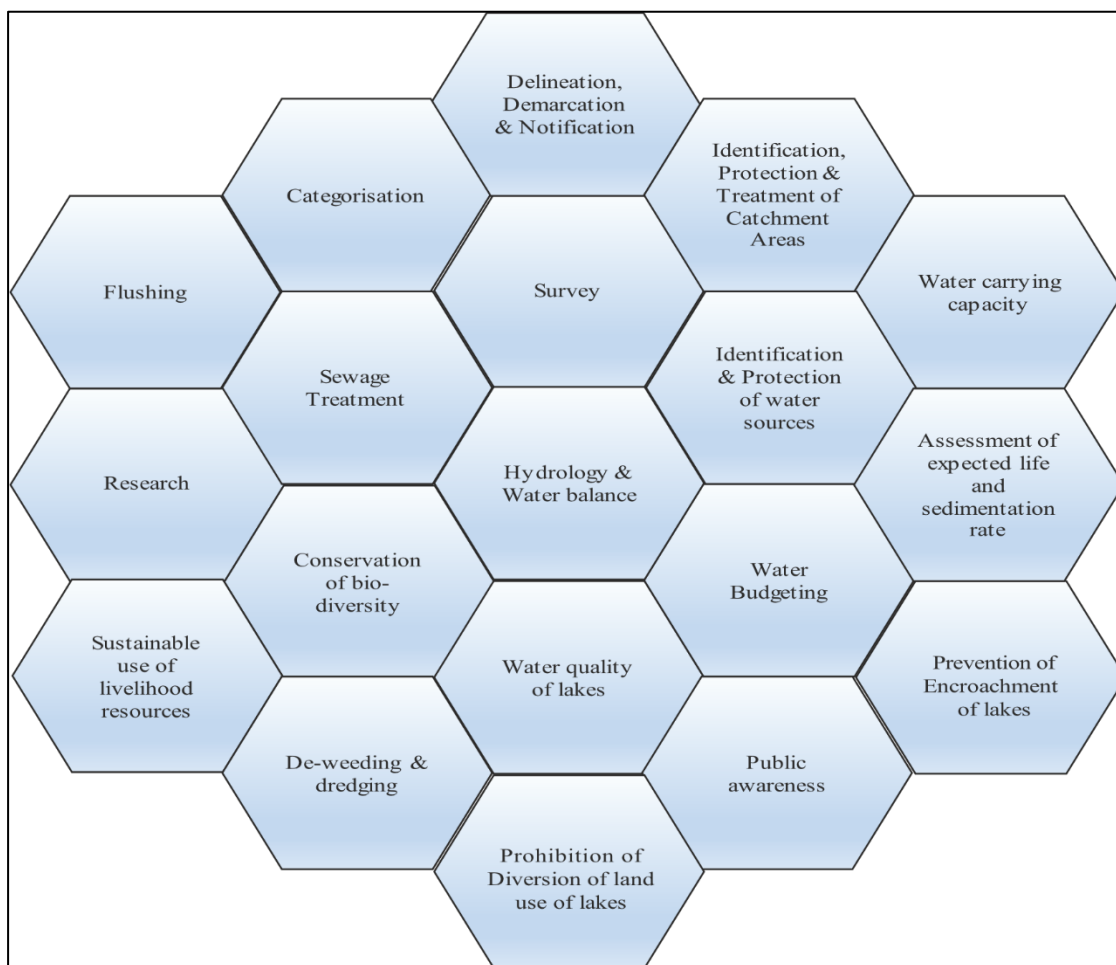 Delineation,
Demarcation
& Notification
Categorisation
Identification,
Protection &
Treatment of
Catchment
Areas
Flushing
Survey
Water carrying
capacity
Sewage
Treatment
Identification
& Protection
of water
sources
Research
Hydrology &
Water balance
Assessment of
expected life
and
sedimentation
rate
Conservation
of bio-
diversity
Water
Budgeting
Sustainable
use of
livelihood
resources
Water quality
of lakes
Prevention of
Encroachment
of lakes
De-weeding &
dredging
Public
awareness
Prohibition of
Diversion of land
use of lakes